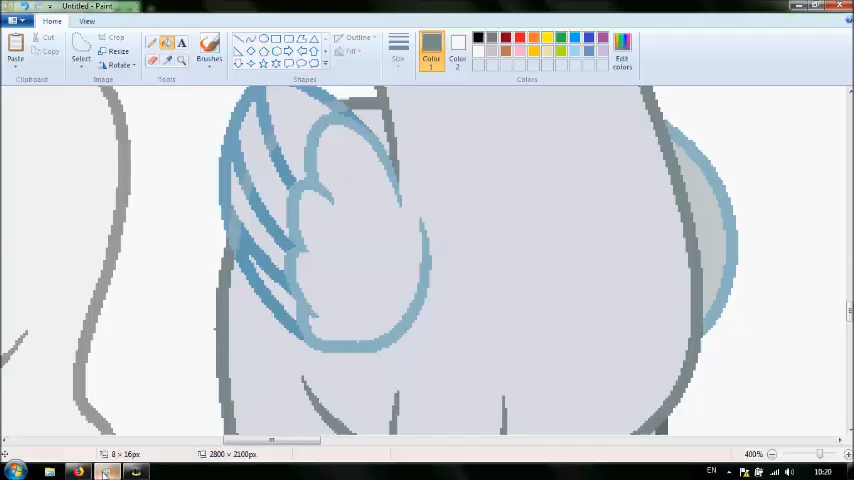 Untitled - Paint
Home View
Paste
Cut
Copy
Clipboard
Select
Crop
Resize
Rotate
Image
A
Tools
Brushes
Outline
Fill
Shapes
Size
Color 1
Color 2
Edit colors
Colors
8 × 16px
2800 × 2100px
400%
EN
10:20